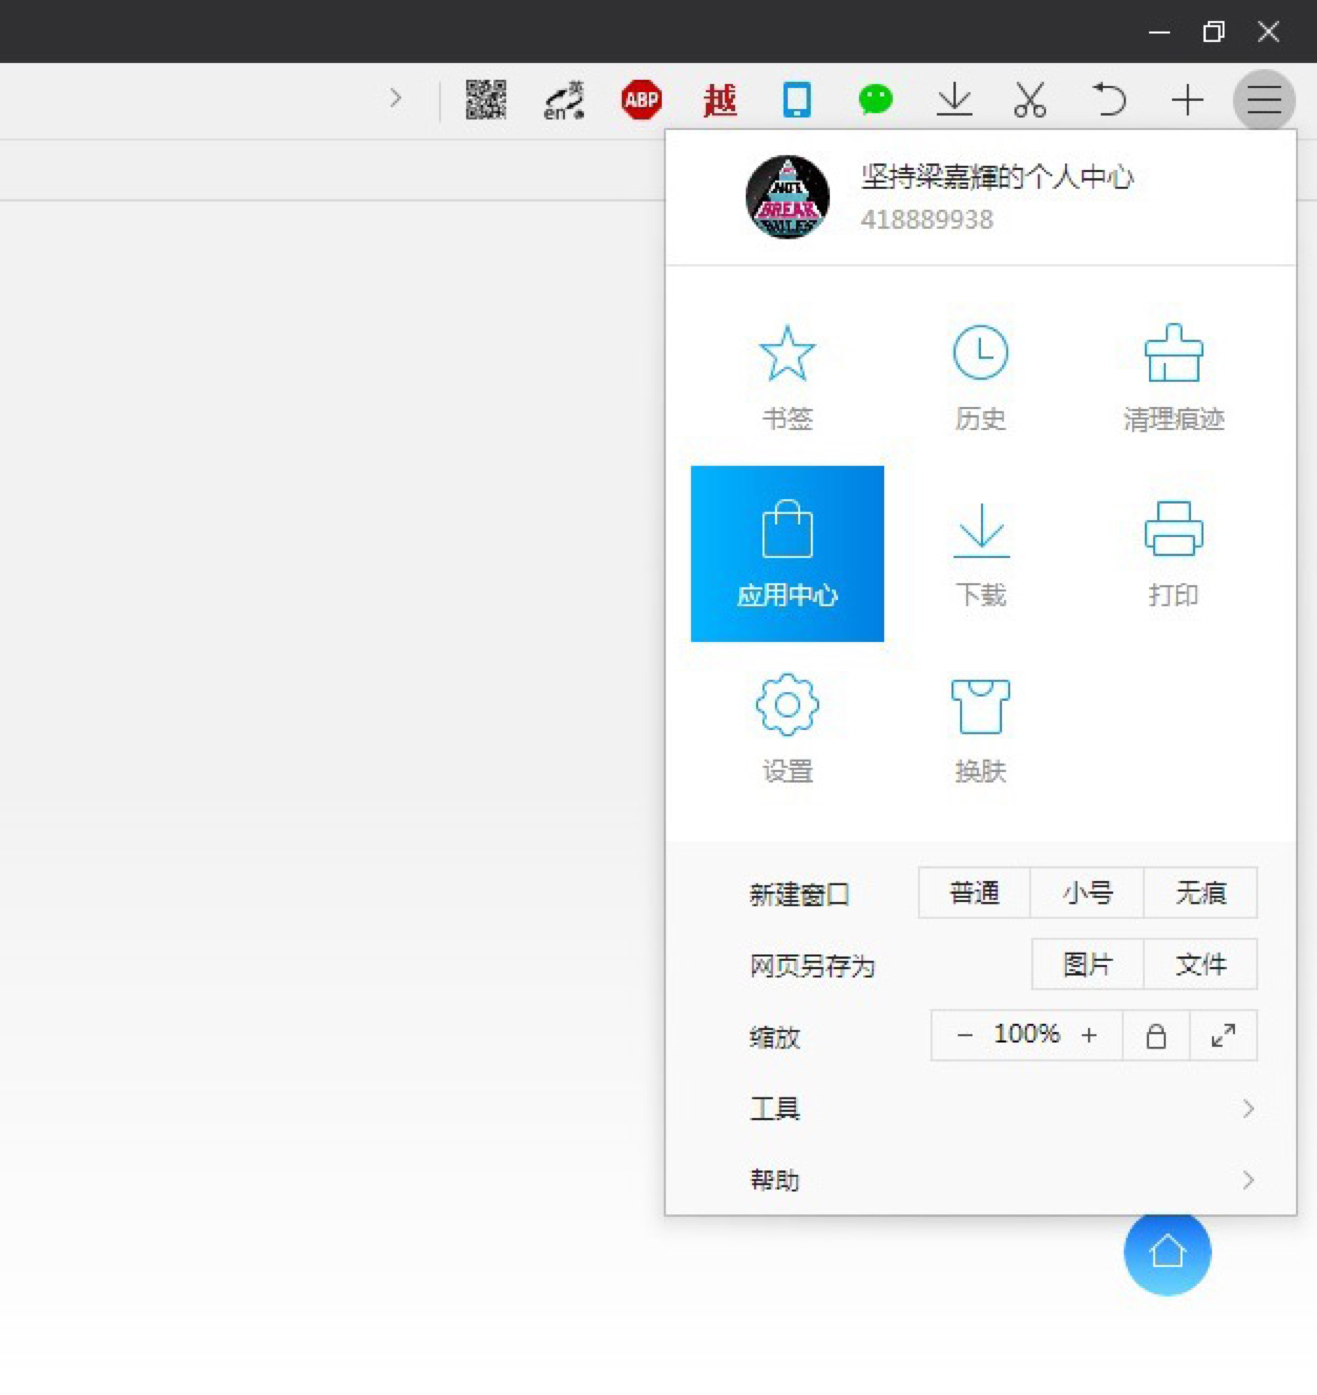 en 英
ABP
越
NOT
BREAK
RULES
坚持梁嘉輝的个人中心
418889938
书签 历史 清理痕迹
应用中心 下载 打印
设置 换肤
新建窗口 普通 小号 无痕
网页另存为 图片 文件
缩放 − 100% +
工具
帮助